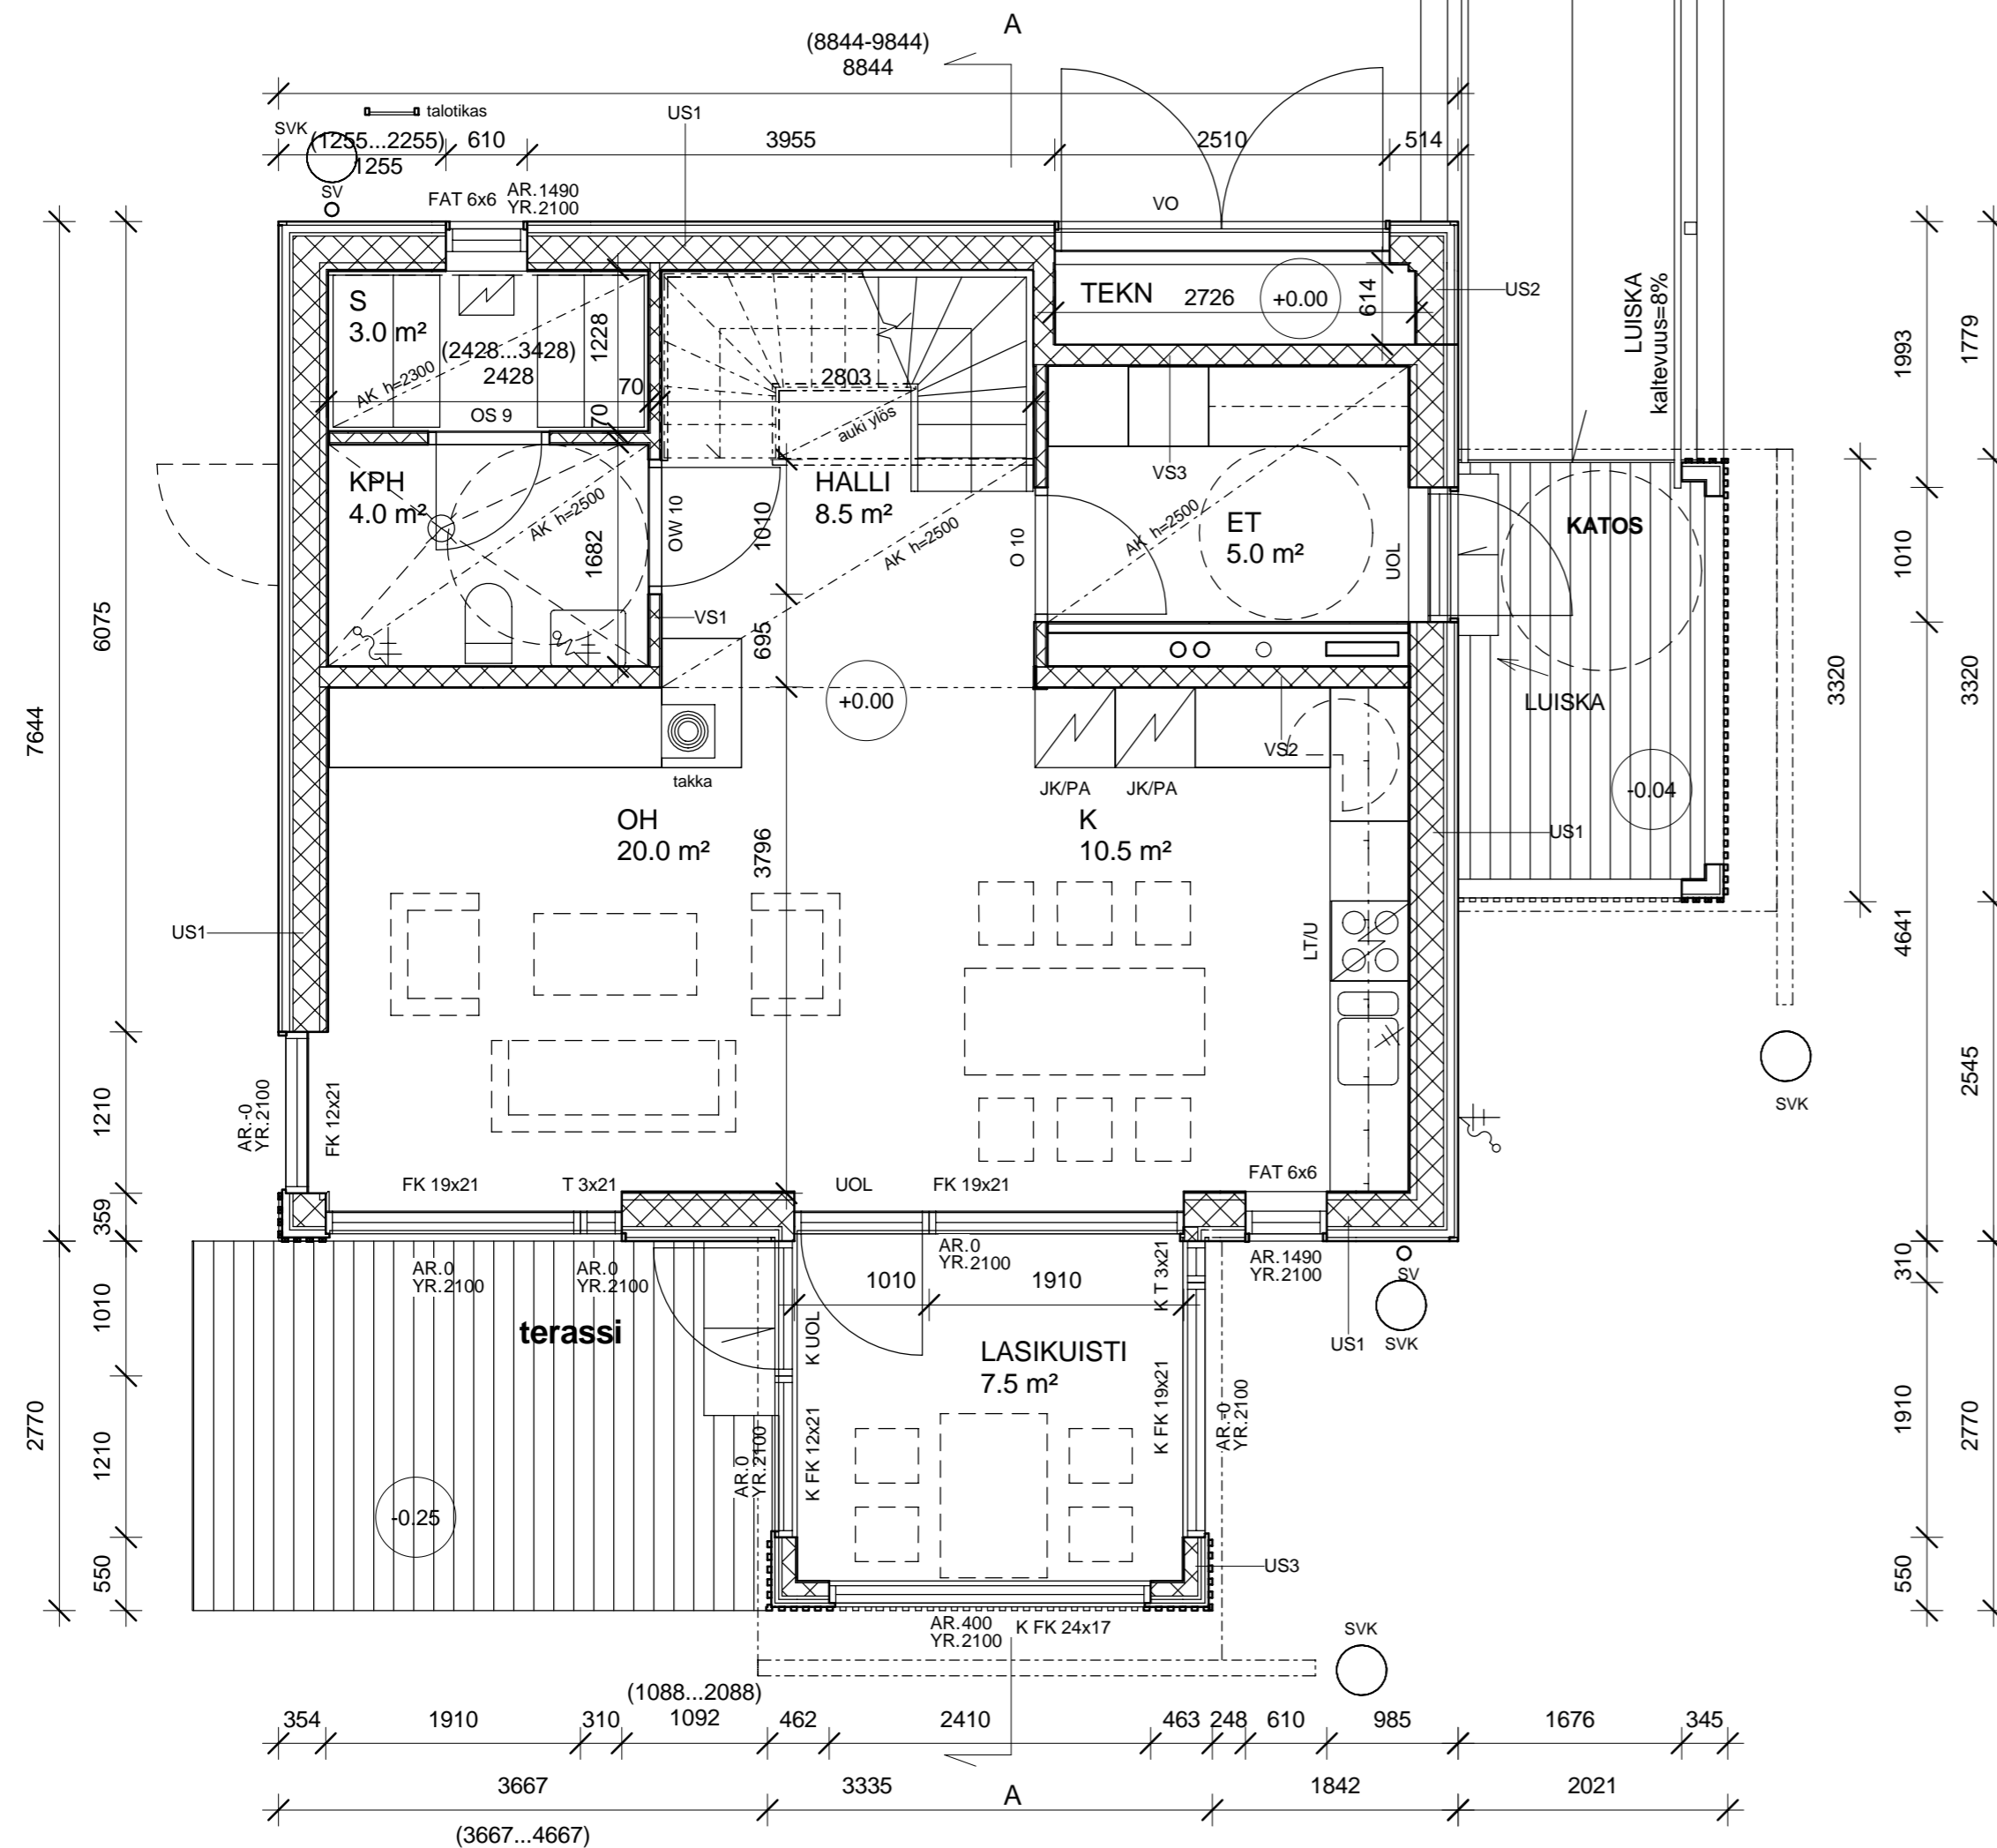 A
(8844-9844)
8844
talotikas
US1
SVK
(1255...2255)
1255
610
3955
2510
514
SV
FAT 6x6
AR.1490
YR.2100
VO
S
3.0 m²
(2428...3428)
2428
AK h=2300
OS 9
1228
70
70
2803
auki ylös
TEKN
2726
+0.00
614
US2
LUISKA
kaltevuus=8%
1993
1779
KPH
4.0 m²
AK h=2500
1682
OW 10
1010
HALLI
8.5 m²
AK h=2500
O 10
VS3
AK h=2500
ET
5.0 m²
UOL
KATOS
1010
6075
7644
VS1
695
+0.00
takka
JK/PA
JK/PA
VS2
LUISKA
-0.04
3320
3320
OH
20.0 m²
3796
K
10.5 m²
US1
LT/U
4641
US1
2545
SVK
1210
AR.-0
YR.2100
FK 12x21
359
FK 19x21
T 3x21
UOL
FK 19x21
FAT 6x6
AR.0
YR.2100
AR.0
YR.2100
AR.0
YR.2100
AR.1490
YR.2100
SV
SVK
US1
310
1010
1010
1910
K T 3x21
terassi
K UOL
LASIKUISTI
7.5 m²
K FK 19x21
AR.-0
YR.2100
1910
2770
2770
1210
AR.0
YR.2100
K FK 12x21
-0.25
550
US3
550
AR.400
YR.2100
K FK 24x17
SVK
(1088...2088)
354
1910
310
1092
462
2410
463
248
610
985
1676
345
3667
3335
A
1842
2021
(3667...4667)